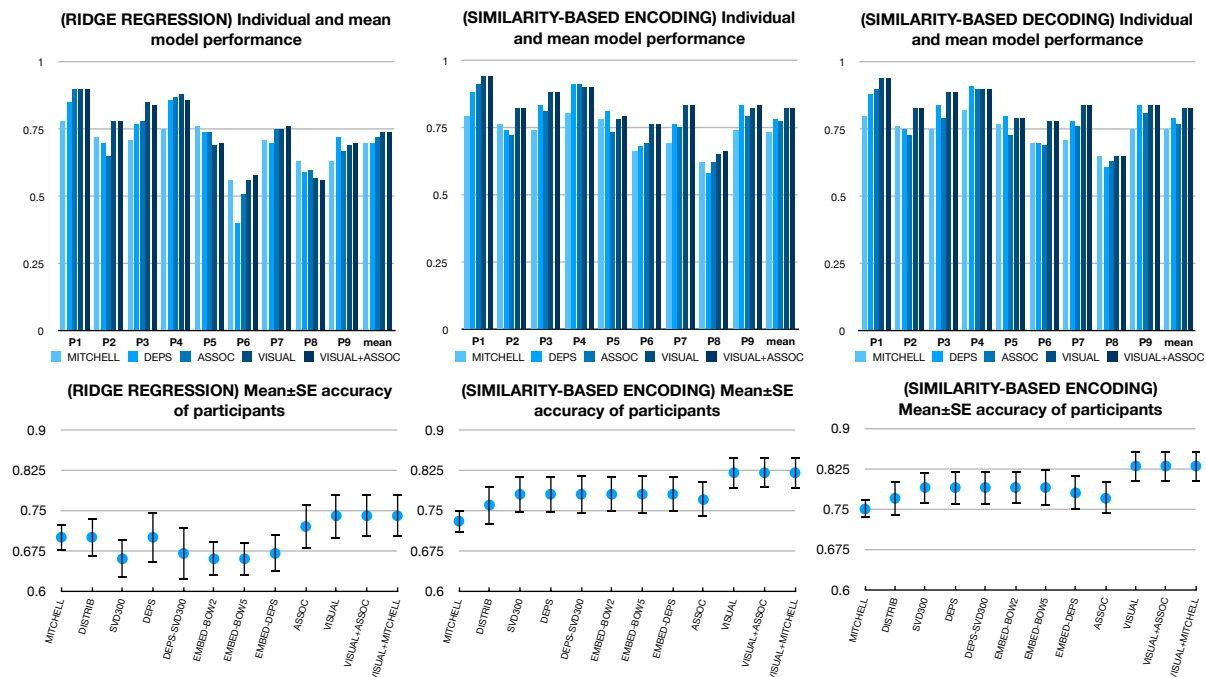 (RIDGE REGRESSION) Individual and mean
model performance
1
0.75
0.5
0.25
0
P1 P2 P3 P4 P5 P6 P7 P8 P9 mean
MITCHELL DEPS ASSOC VISUAL VISUAL+ASSOC
(SIMILARITY-BASED ENCODING) Individual
and mean model performance
1
0.75
0.5
0.25
0
P1 P2 P3 P4 P5 P6 P7 P8 P9 mean
MITCHELL DEPS ASSOC VISUAL VISUAL+ASSOC
(SIMILARITY-BASED DECODING) Individual
and mean model performance
1
0.75
0.5
0.25
0
P1 P2 P3 P4 P5 P6 P7 P8 P9 mean
MITCHELL DEPS ASSOC VISUAL VISUAL+ASSOC
(RIDGE REGRESSION) Mean±SE accuracy
of participants
0.9
0.825
0.75
0.675
0.6
MITCHELL
DISTRIB
SVD300
DEPS
DEPS-SVD300
EMBED-BOW2
EMBED-BOW5
EMBED-DEPS
ASSOC
VISUAL
VISUAL+ASSOC
VISUAL+MITCHELL
(SIMILARITY-BASED ENCODING) Mean±SE
accuracy of participants
0.9
0.825
0.75
0.675
0.6
MITCHELL
DISTRIB
SVD300
DEPS
DEPS-SVD300
EMBED-BOW2
EMBED-BOW5
EMBED-DEPS
ASSOC
VISUAL
VISUAL+ASSOC
VISUAL+MITCHELL
(SIMILARITY-BASED ENCODING)
Mean±SE accuracy of participants
0.9
0.825
0.75
0.675
0.6
MITCHELL
DISTRIB
SVD300
DEPS
DEPS-SVD300
EMBED-BOW2
EMBED-BOW5
EMBED-DEPS
ASSOC
VISUAL
VISUAL+ASSOC
VISUAL+MITCHELL